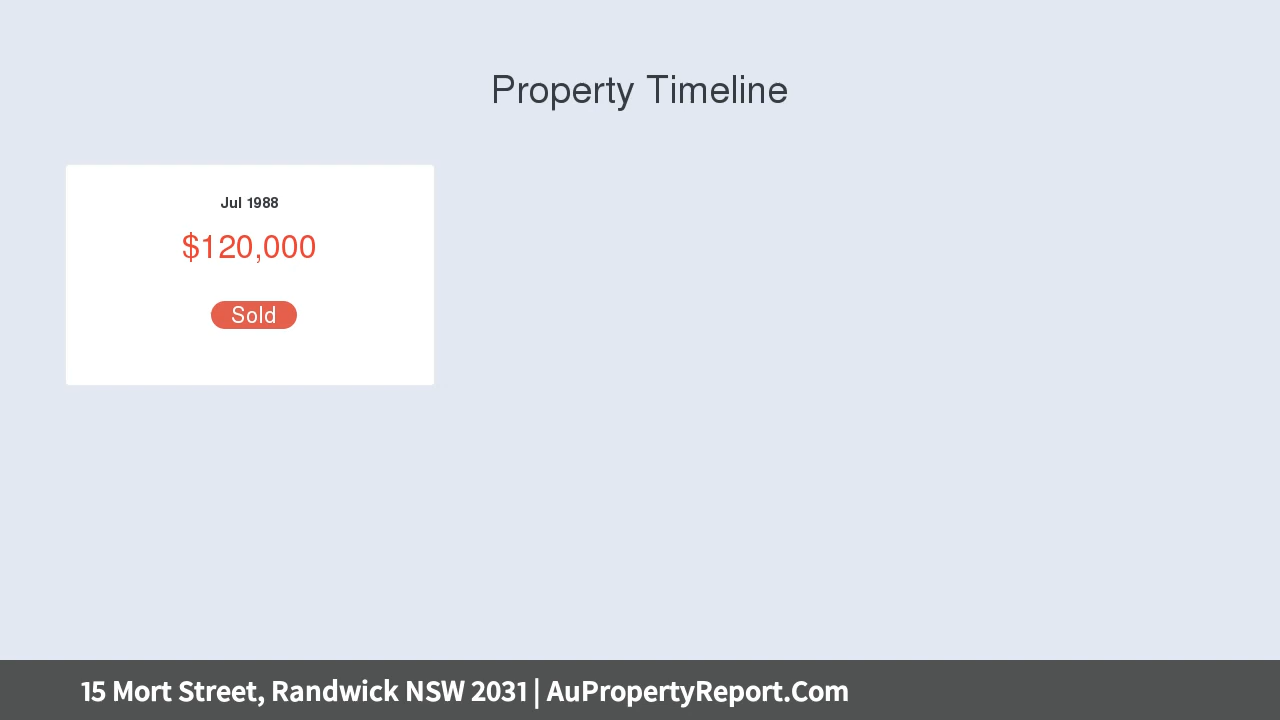 Property Timeline
Jul 1988
$120,000
Sold
15 Mort Street, Randwick NSW 2031 | AuPropertyReport.Com